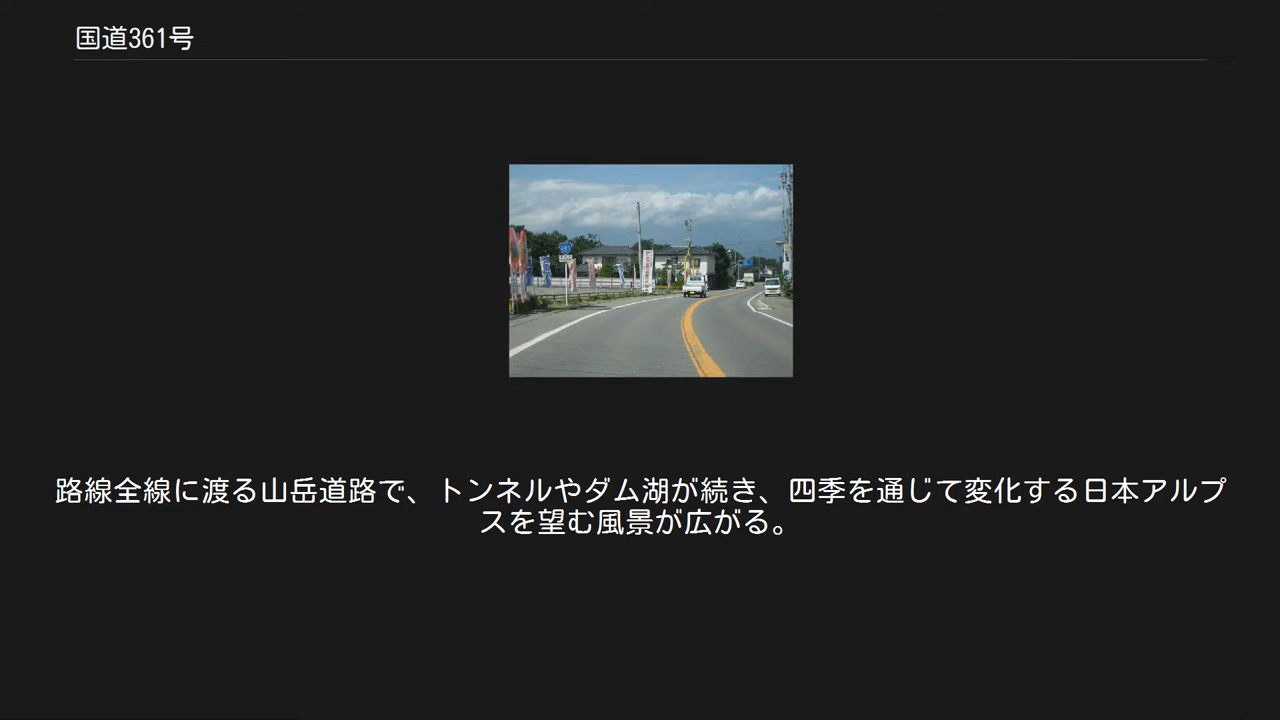 国道361号
路線全線に渡る山岳道路で、トンネルやダム湖が続き、四季を通じて変化する日本アルプ
スを望む風景が広がる。